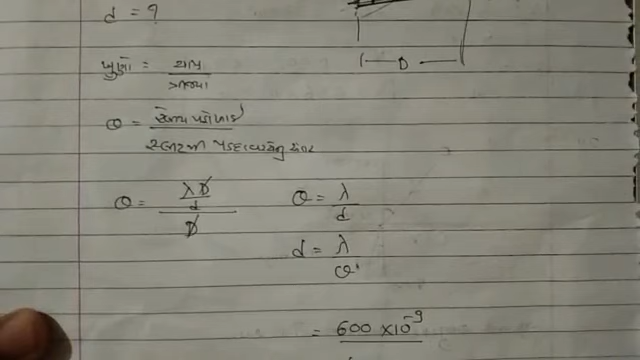 d = ?
D
ખુણો = ચાપ / ત્રિજ્યા
θ = શલાકાની પહોળાઈ / સ્લીટથી પડદા વચ્ચેનું અંતર
θ = (λD̸ / d) / D̸    θ = λ / d
d = λ / θ
= 600 ×10⁻⁹